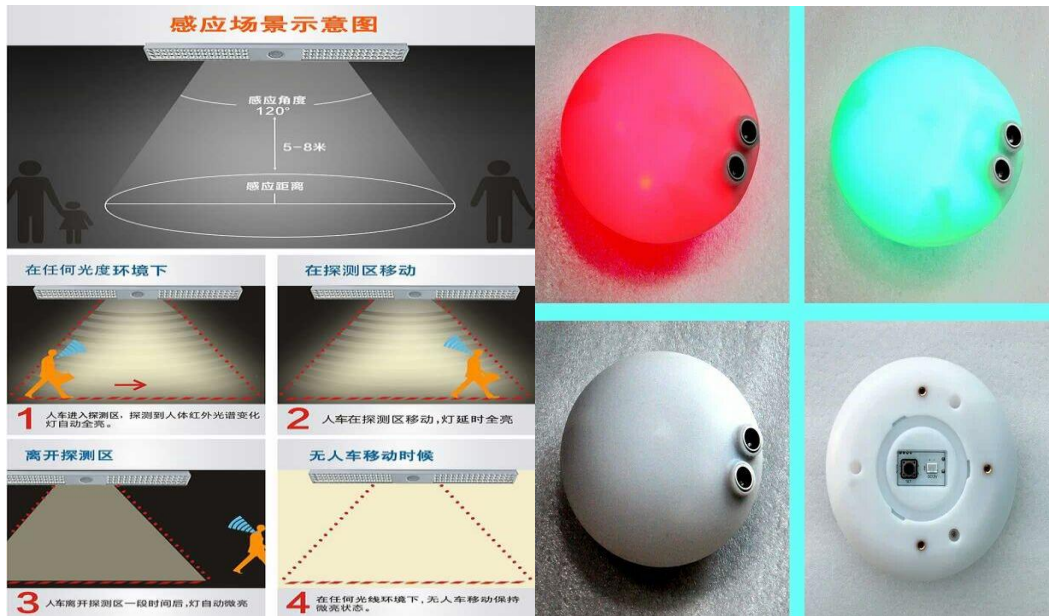 感应场景示意图
感应角度
120°
5-8米
感应距离
在任何光度环境下
在探测区移动
1 人车进入探测区，探测到人体红外光谱变化
灯自动全亮。
2 人车在探测区移动,灯延时全亮
离开探测区
无人车移动时候
3 人车离开探测区一段时间后,灯自动微亮
4 在任何光线环境下,无人车移动保持
微亮状态。